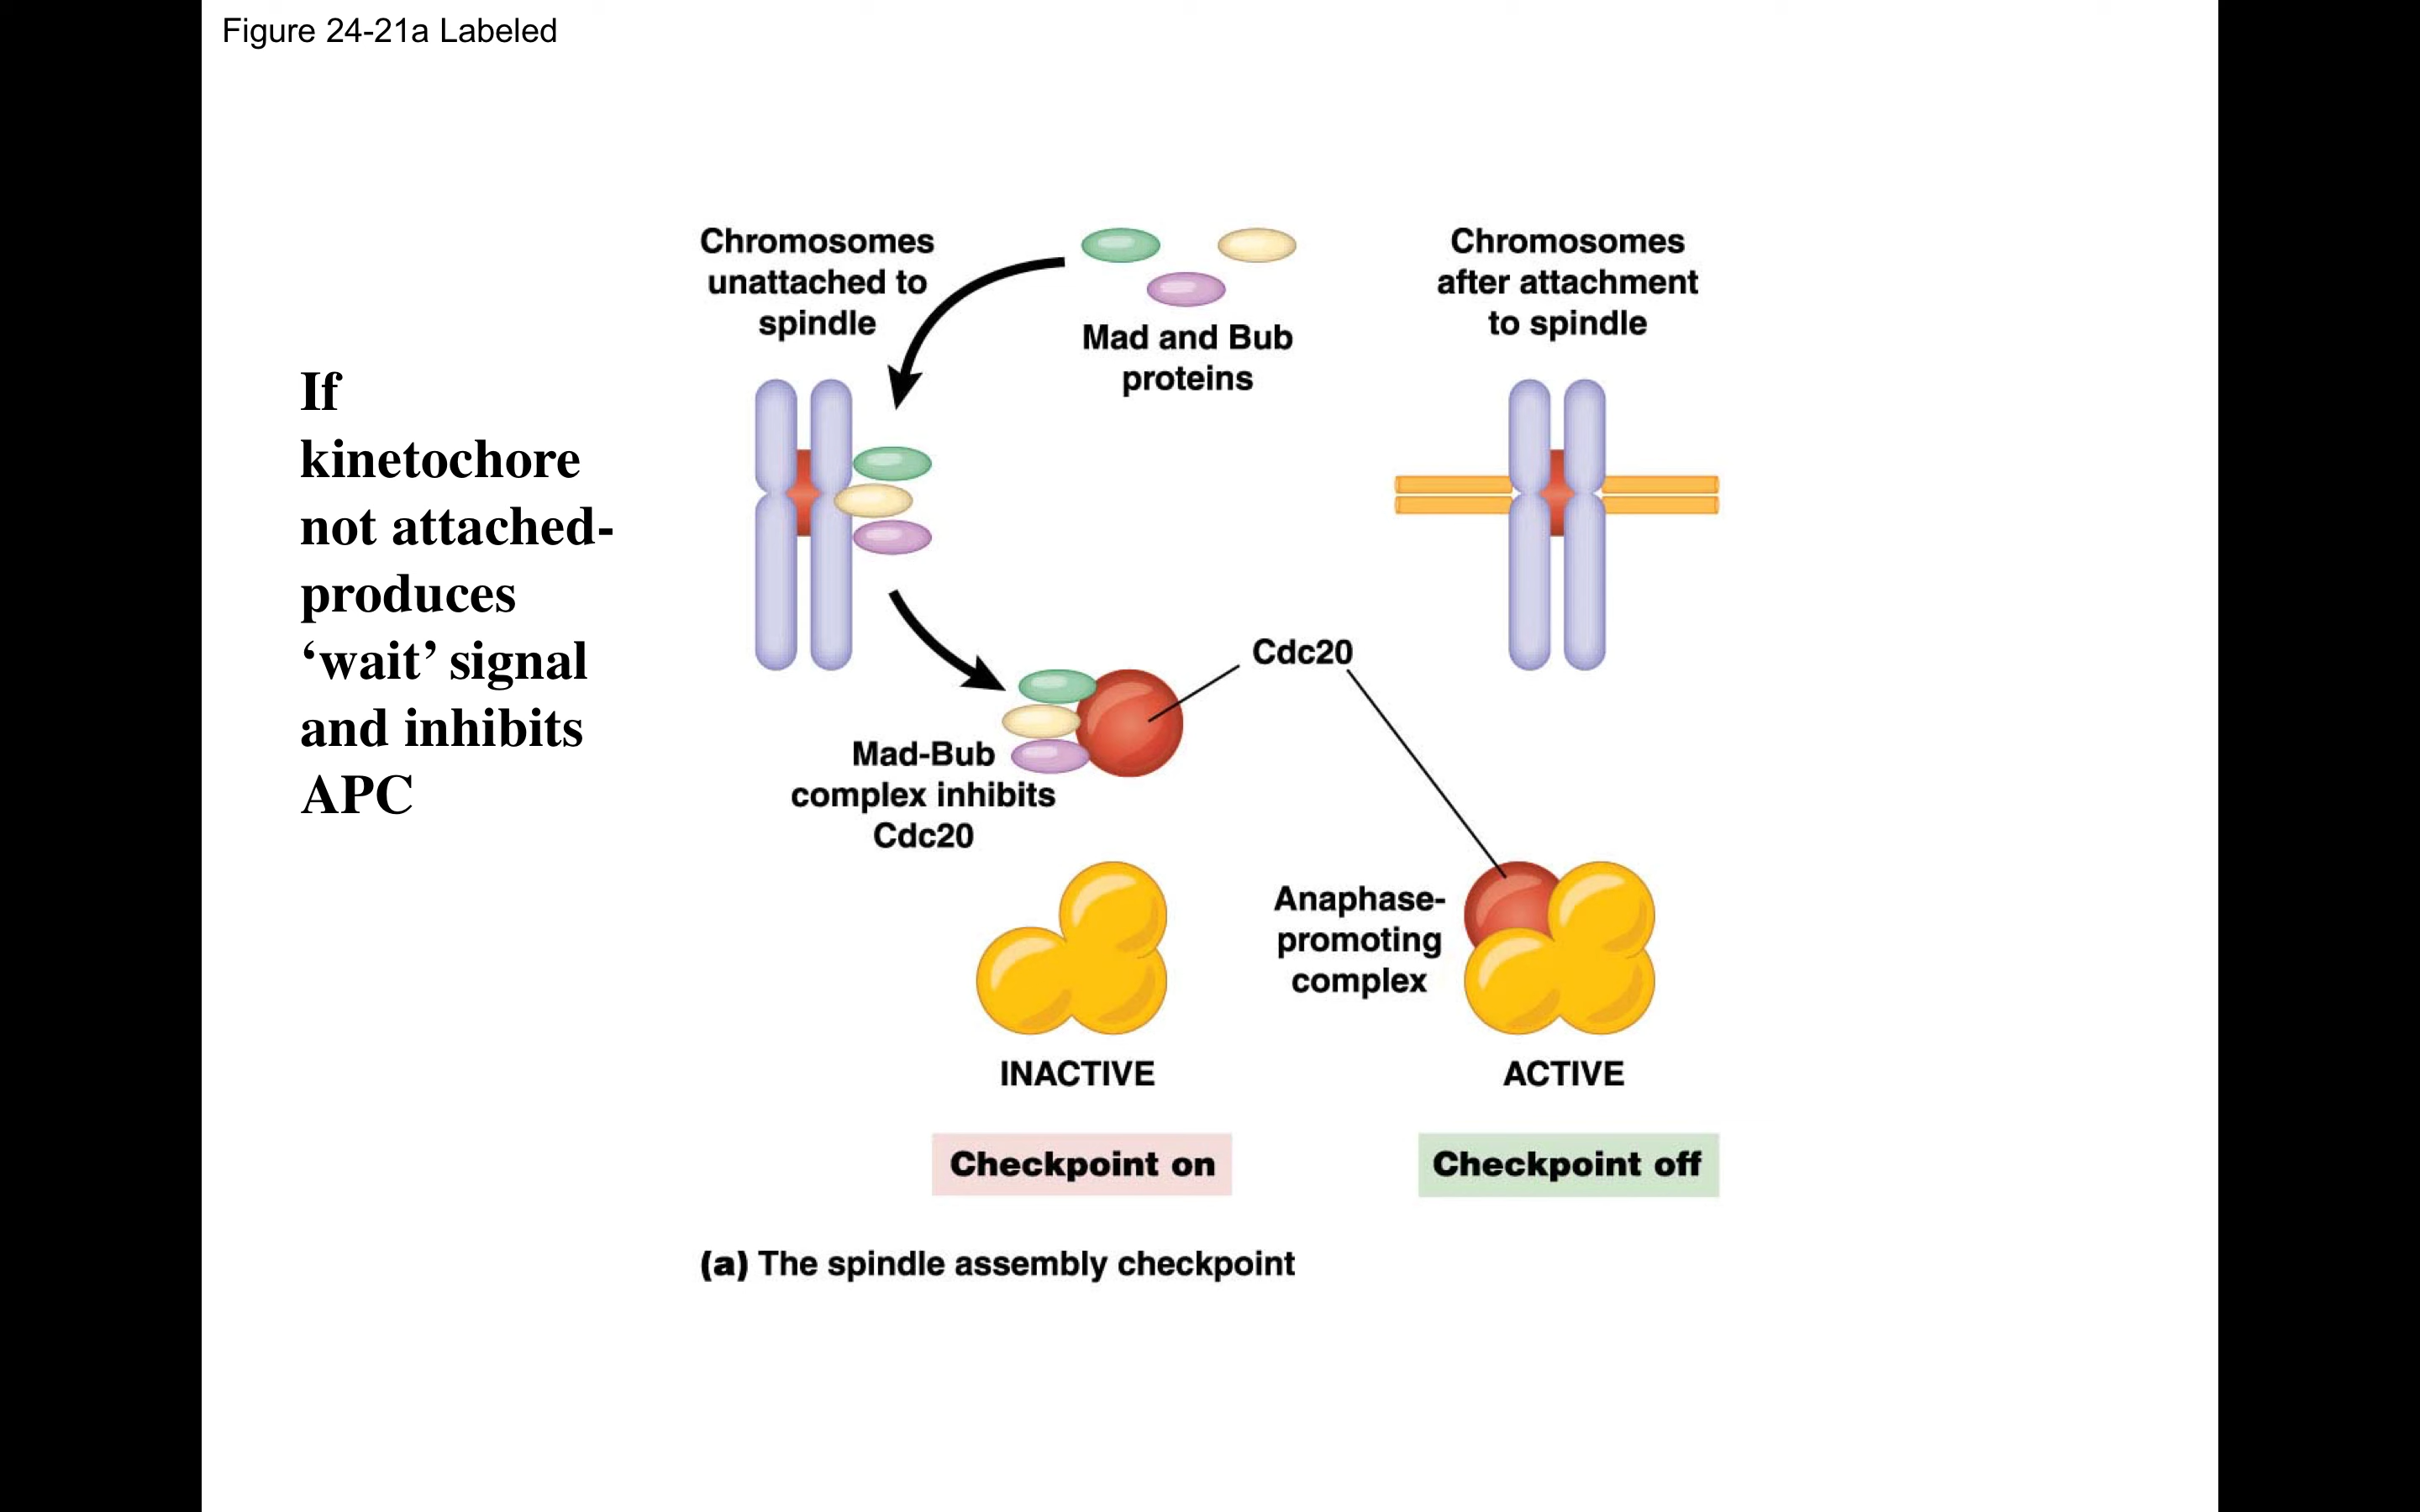 Figure 24-21a Labeled
If
kinetochore
not attached-
produces
‘wait’ signal
and inhibits
APC
Chromosomes
unattached to
spindle
Mad and Bub
proteins
Chromosomes
after attachment
to spindle
Cdc20
Mad-Bub
complex inhibits
Cdc20
Anaphase-
promoting
complex
INACTIVE
ACTIVE
Checkpoint on
Checkpoint off
(a) The spindle assembly checkpoint